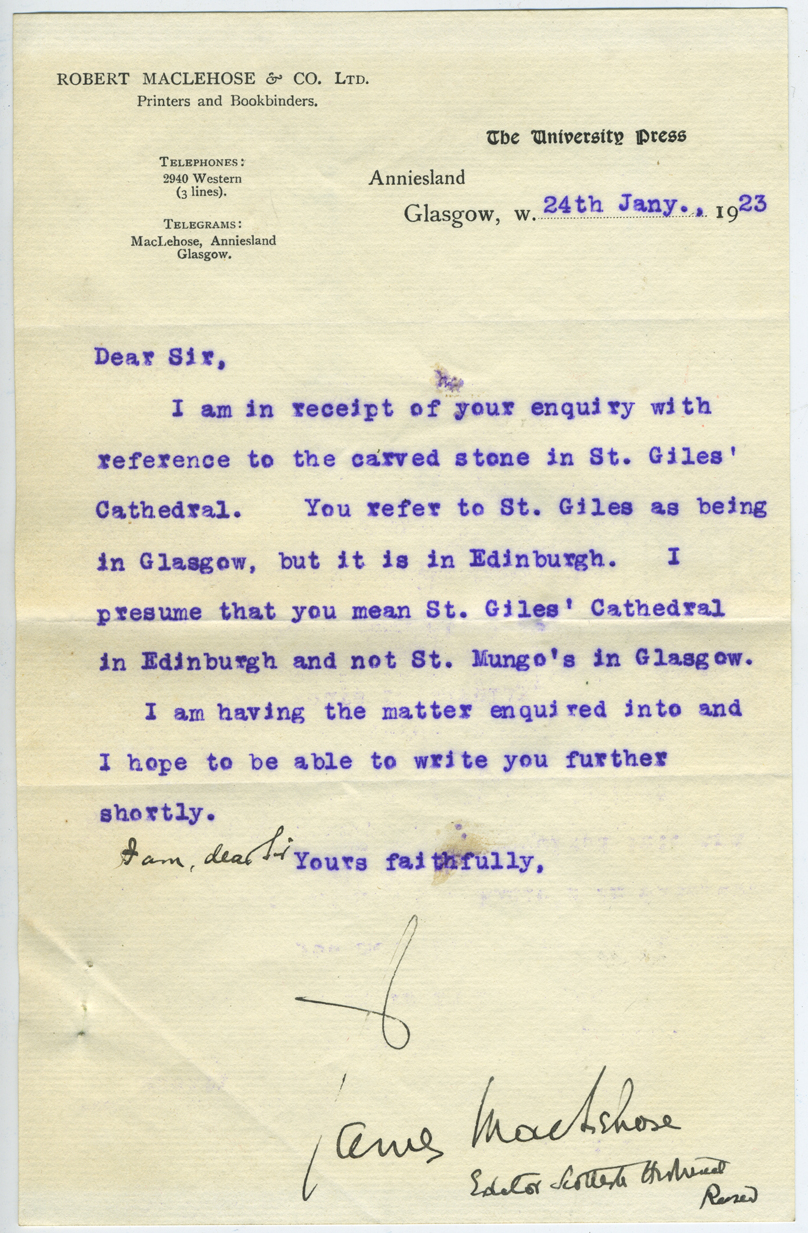 ROBERT MACLEHOSE & CO. LTD.
Printers and Bookbinders.
The University Press
TELEPHONES:
2940 Western
(3 lines).
TELEGRAMS:
MacLehose, Anniesland
Glasgow.
Anniesland
Glasgow, W. 24th Jany., 1923
Dear Sir,
I am in receipt of your enquiry with
reference to the carved stone in St. Giles'
Cathedral. You refer to St. Giles as being
in Glasgow, but it is in Edinburgh. I
presume that you mean St. Giles' Cathedral
in Edinburgh and not St. Mungo's in Glasgow.
I am having the matter enquired into and
I hope to be able to write you further
shortly.
I am, dear Sir Yours faithfully,
James MacLehose
Editor Scottish Historical